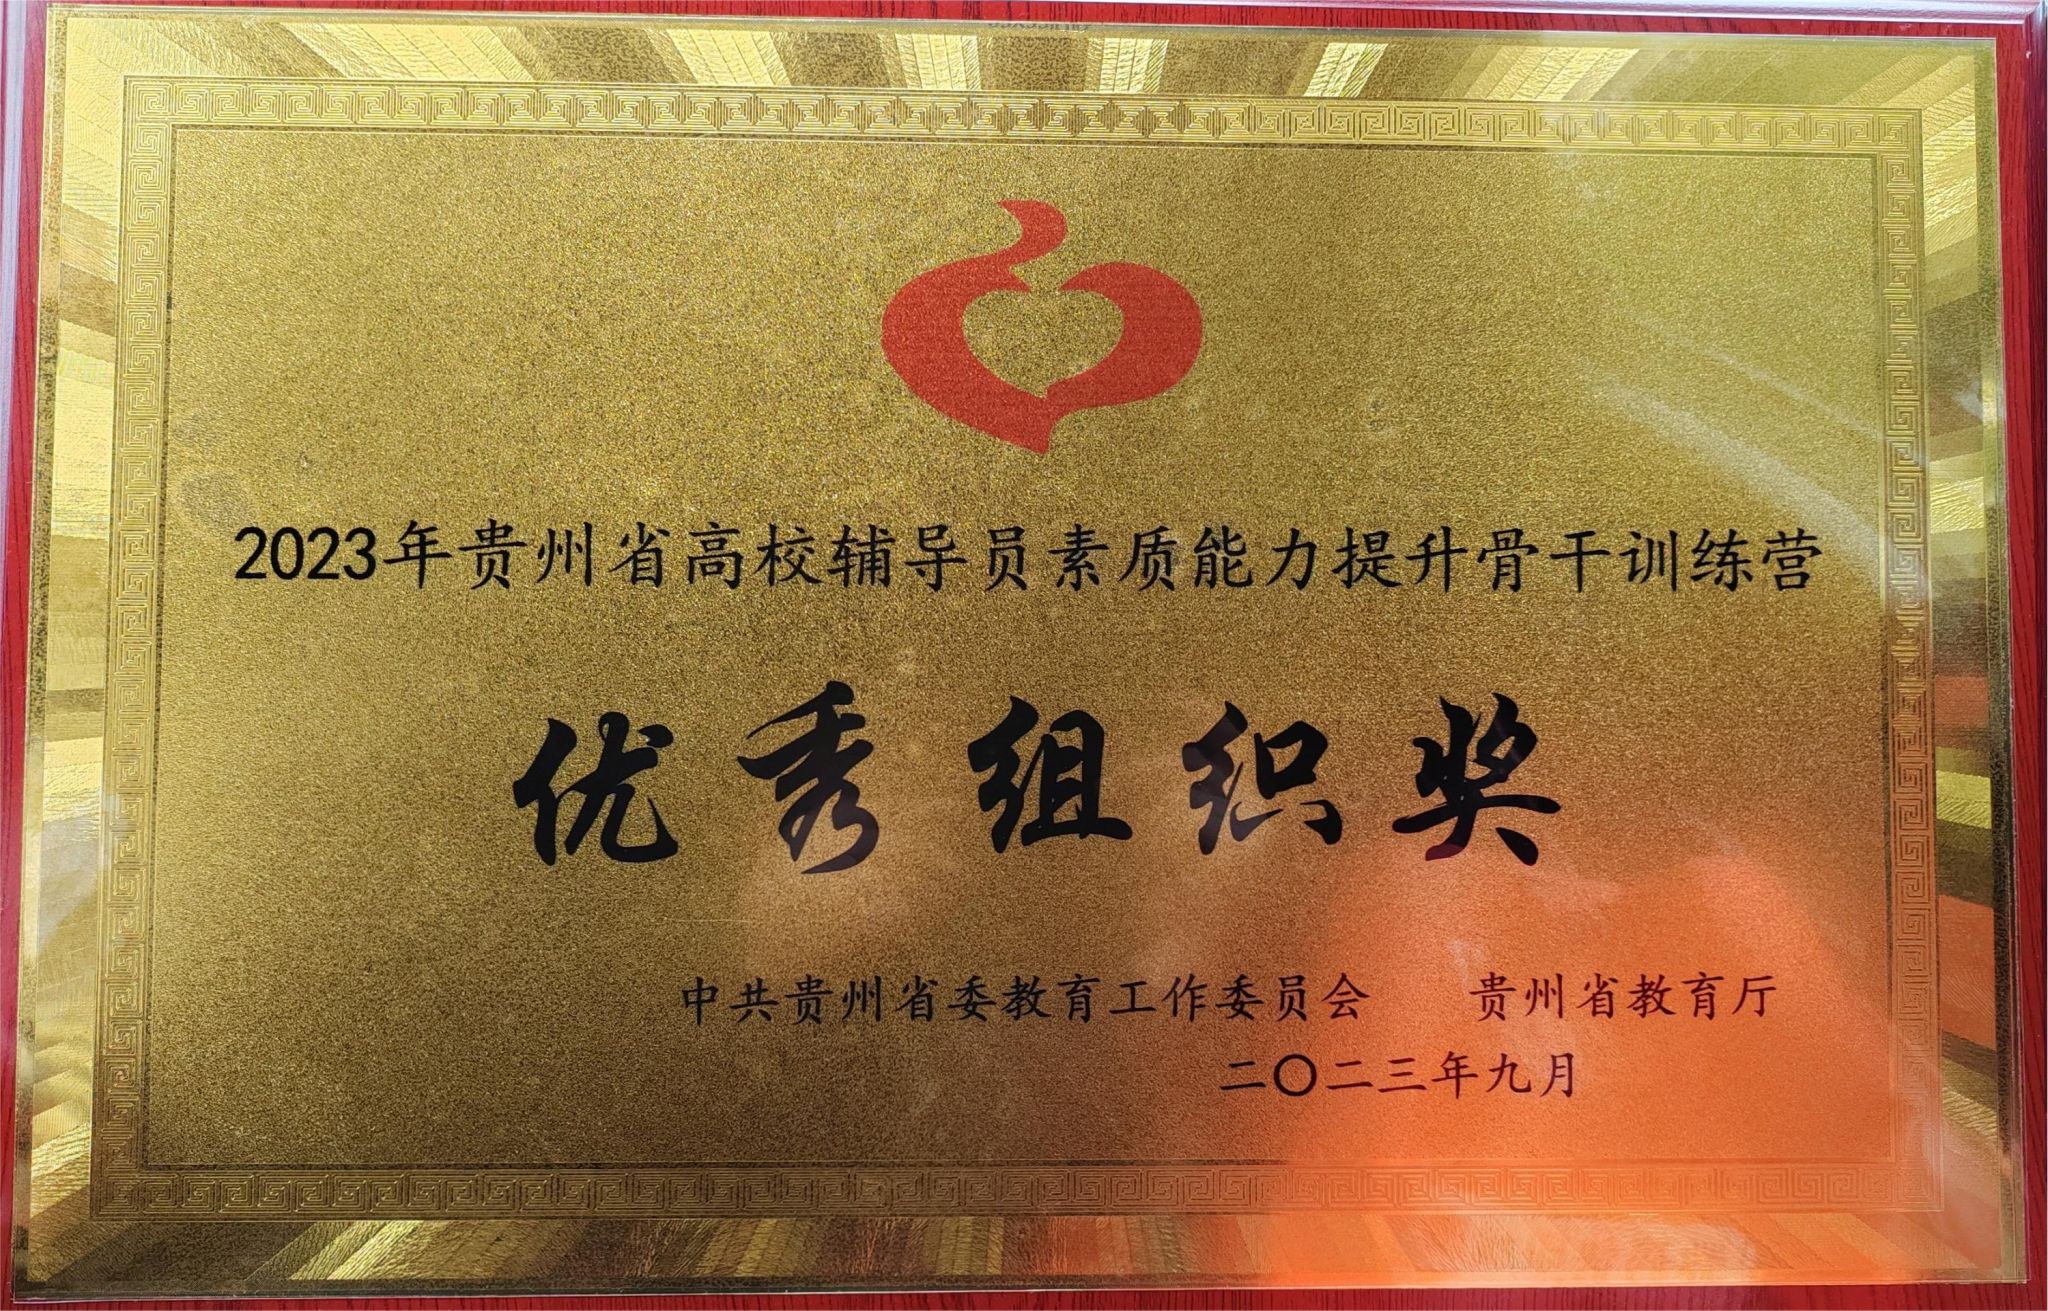 2023年贵州省高校辅导员素质能力提升骨干训练营
优秀组织奖
中共贵州省委教育工作委员会 贵州省教育厅
二〇二三年九月